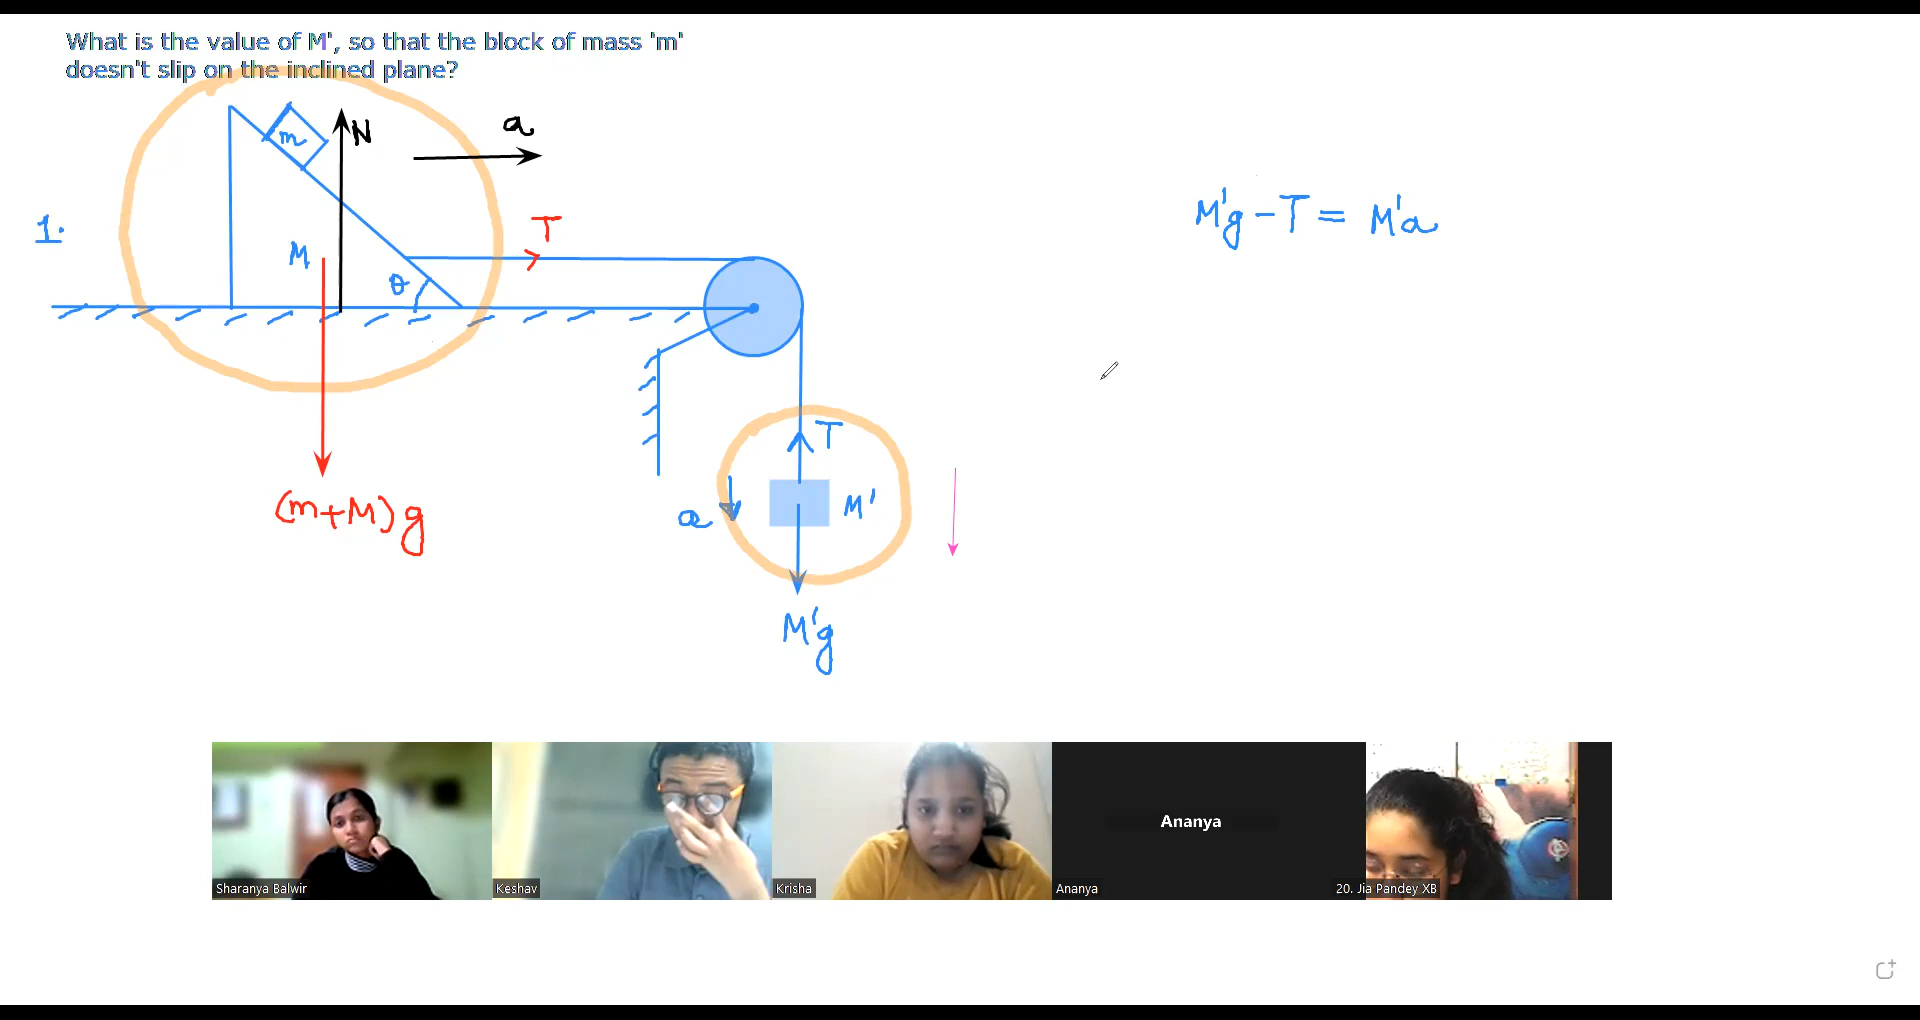 What is the value of M', so that the block of mass 'm'
doesn't slip on the inclined plane?
m
N
a
1.
M
θ
T
M'g - T = M'a
T
a
M'
(m+M)g
M'g
Ananya
Sharanya Balwir
Keshav
Krisha
Ananya
20. Jia Pandey XB